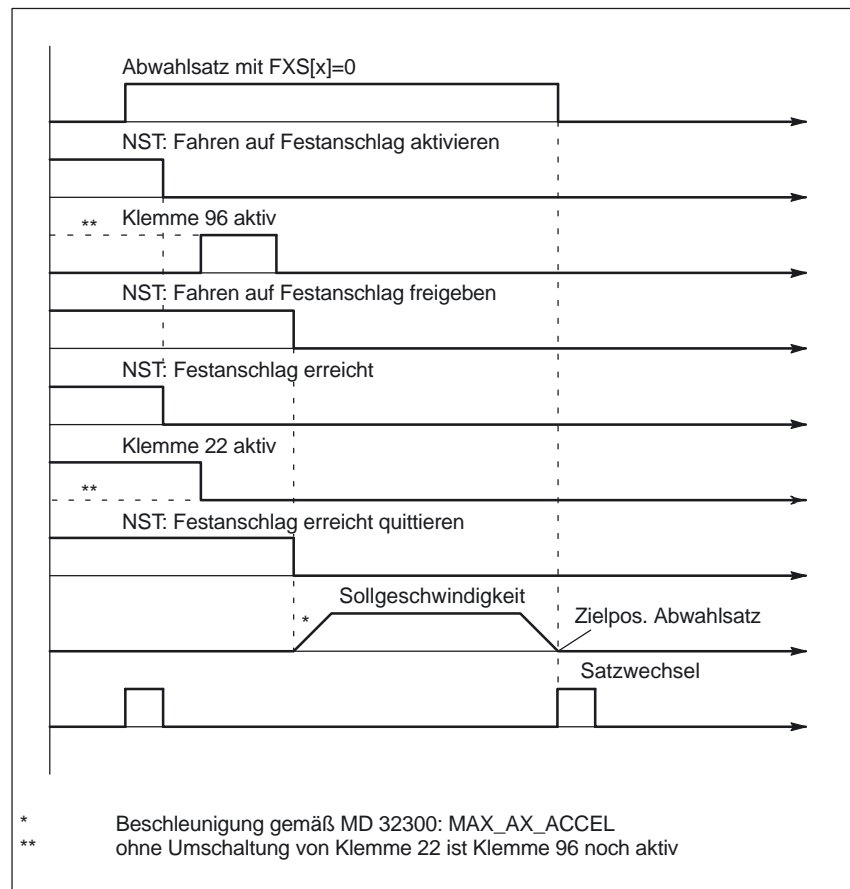 Abwahlsatz mit FXS[x]=0
NST: Fahren auf Festanschlag aktivieren
** Klemme 96 aktiv
NST: Fahren auf Festanschlag freigeben
NST: Festanschlag erreicht
Klemme 22 aktiv
**
NST: Festanschlag erreicht quittieren
Sollgeschwindigkeit
* Zielpos. Abwahlsatz
Satzwechsel
* Beschleunigung gemäß MD 32300: MAX_AX_ACCEL
** ohne Umschaltung von Klemme 22 ist Klemme 96 noch aktiv